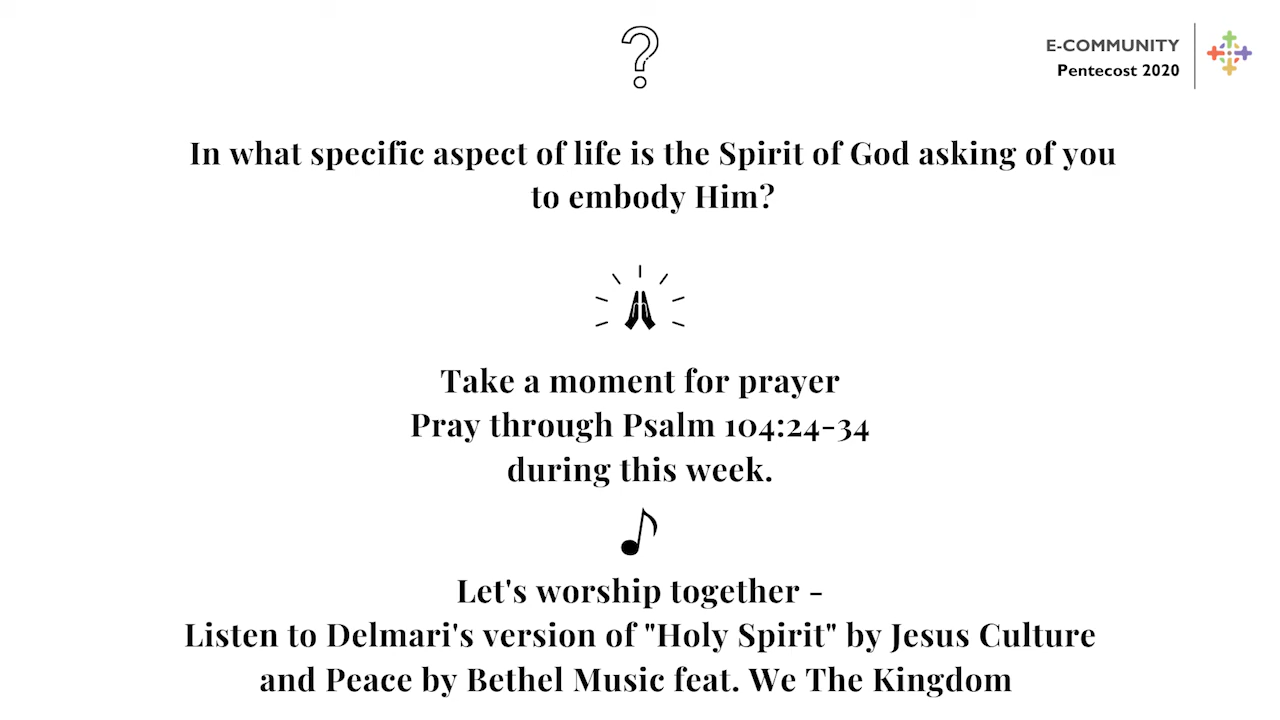 E-COMMUNITY
Pentecost 2020
In what specific aspect of life is the Spirit of God asking of you
to embody Him?
Take a moment for prayer
Pray through Psalm 104:24-34
during this week.
Let's worship together -
Listen to Delmari's version of "Holy Spirit" by Jesus Culture
and Peace by Bethel Music feat. We The Kingdom